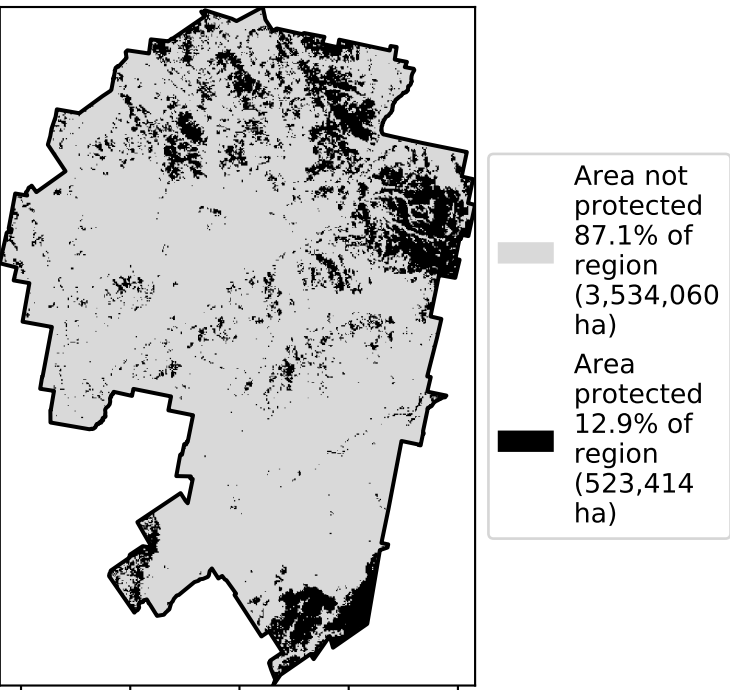 Area not
protected
87.1% of
region
(3,534,060
ha)
Area
protected
12.9% of
region
(523,414
ha)